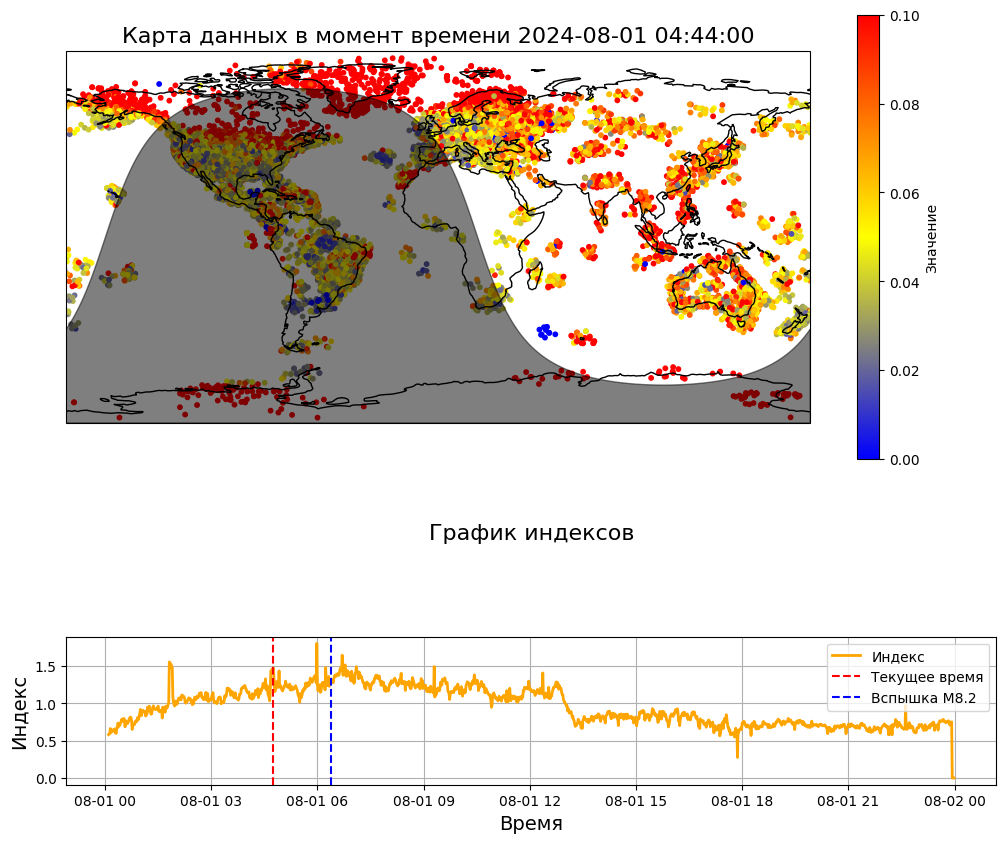 Карта данных в момент времени 2024-08-01 04:44:00
0.10
0.08
0.06
0.04
0.02
0.00
Значение
График индексов
1.5
1.0
0.5
0.0
Индекс
Индекс
Текущее время
Вспышка M8.2
08-01 00
08-01 03
08-01 06
08-01 09
08-01 12
08-01 15
08-01 18
08-01 21
08-02 00
Время